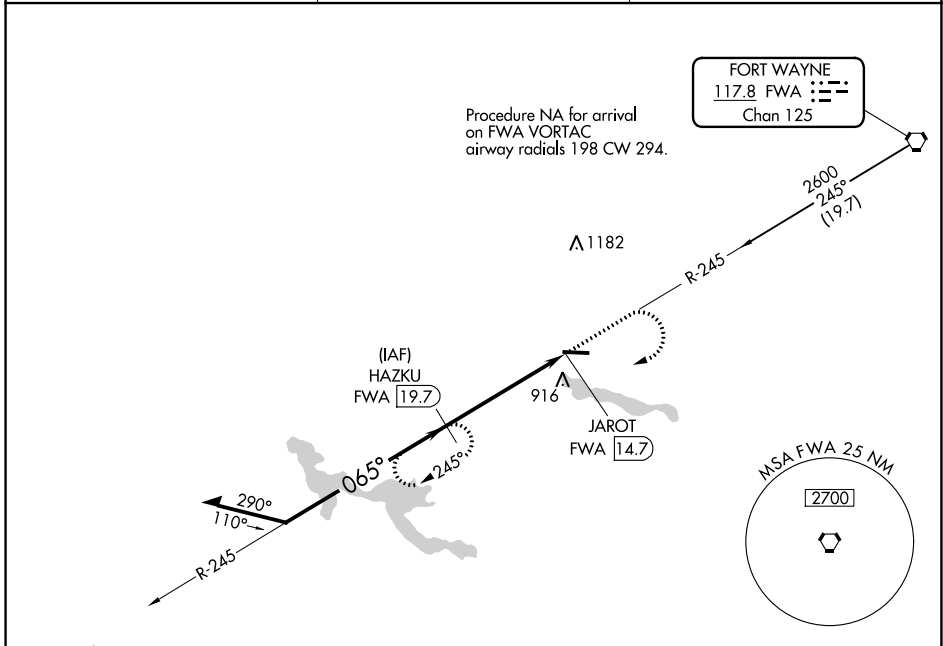 FORT WAYNE
117.8 FWA
Chan 125
Procedure NA for arrival
on FWA VORTAC
airway radials 198 CW 294.
2600
245°
(19.7)
1182
R-245
(IAF)
HAZKU
FWA 19.7
916
JAROT
FWA 14.7
065°
245°
290°
110°
R-245
MSA FWA 25 NM
2700